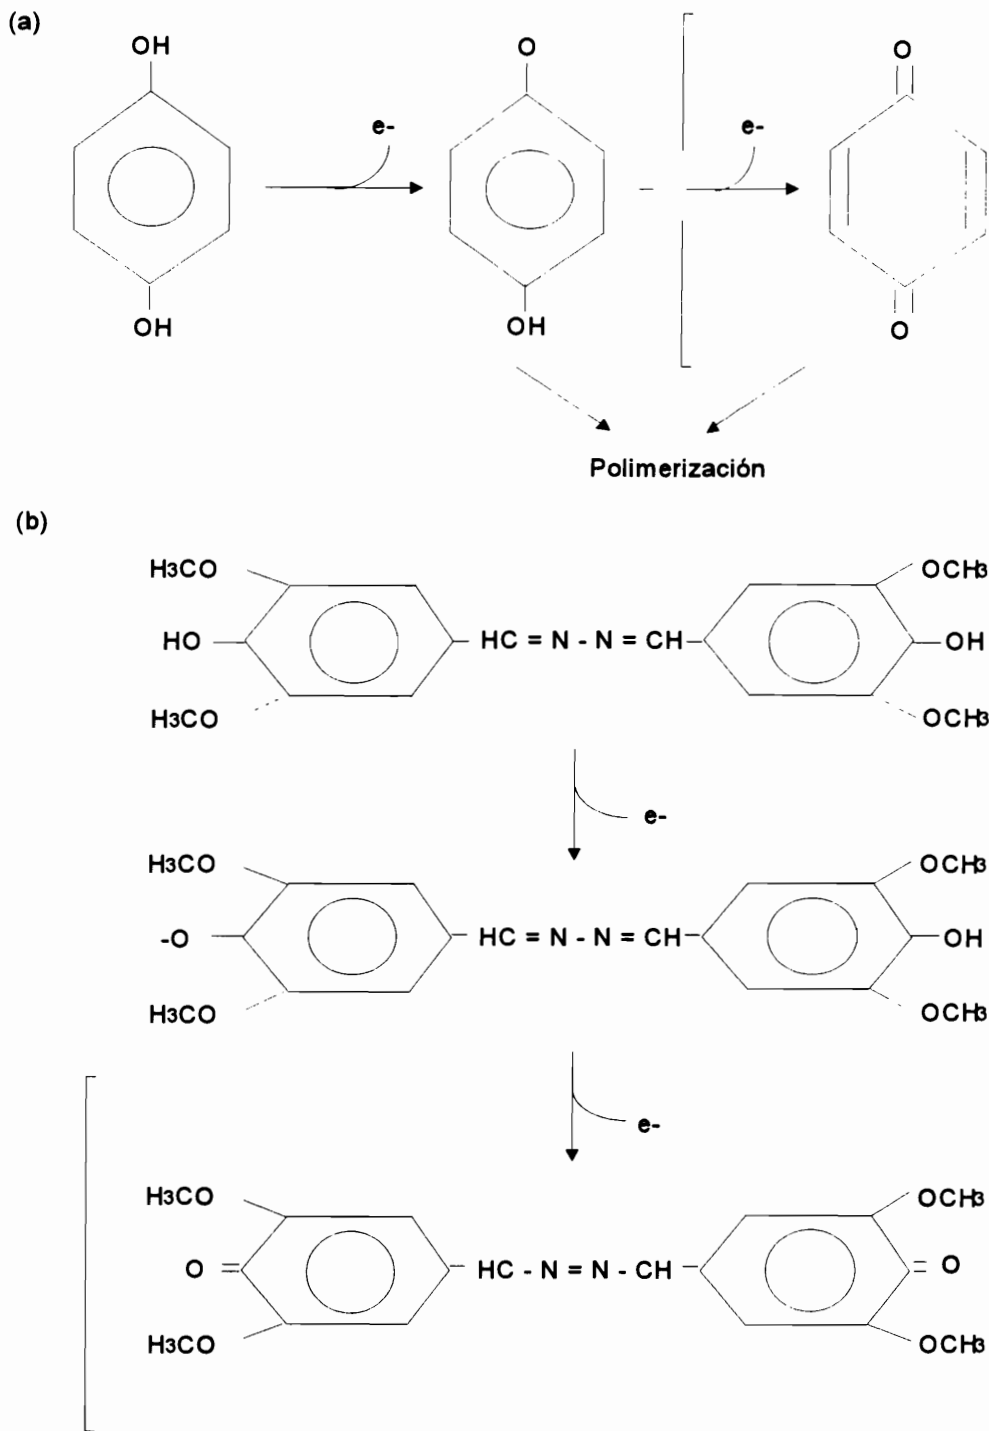 (a)
OH O O
e- e-
OH OH O
Polimerización
(b)
H3CO OCH3
HO HC = N - N = CH OH
H3CO OCH3
e-
H3CO OCH3
-O HC = N - N = CH OH
H3CO OCH3
e-
H3CO OCH3
O = HC - N = N - CH = O
H3CO OCH3